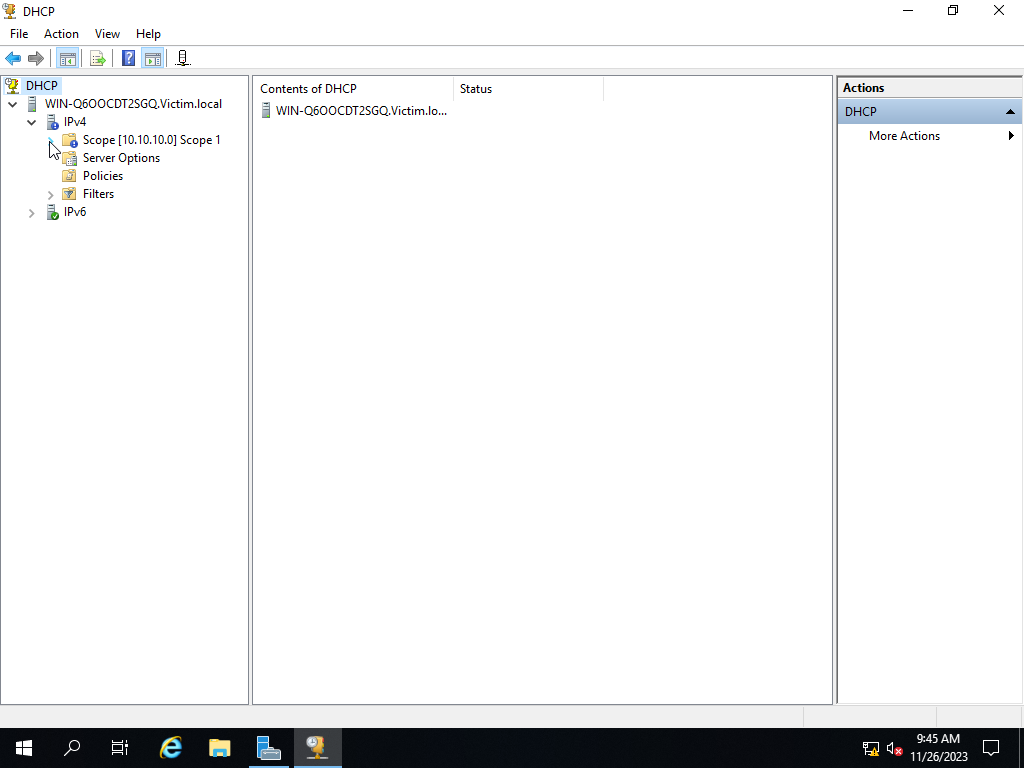 DHCP
File Action View Help
DHCP
WIN-Q6OOCDT2SGQ.Victim.local
IPv4
Scope [10.10.10.0] Scope 1
Server Options
Policies
Filters
IPv6
Contents of DHCP Status
WIN-Q6OOCDT2SGQ.Victim.lo...
Actions
DHCP
More Actions
9:45 AM
11/26/2023